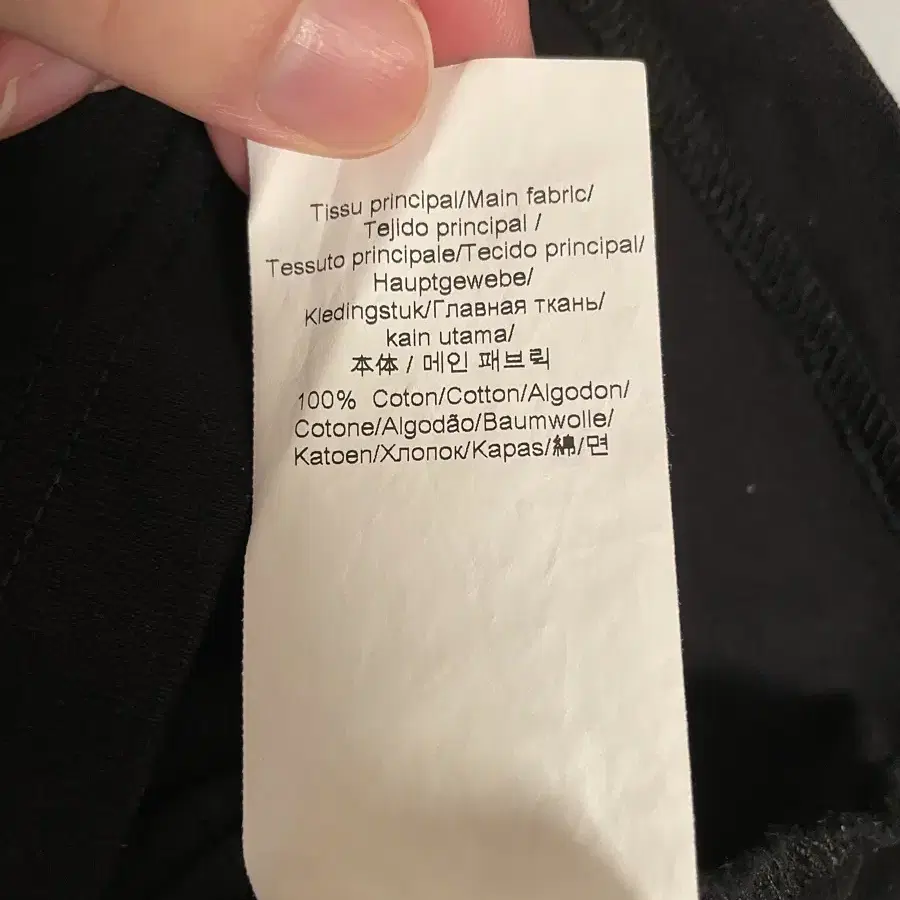 Tissu principal/Main fabric/
Tejido principal /
Tessuto principale/Tecido principal/
Hauptgewebe/
Kledingstuk/Главная ткань/
kain utama/
本体 / 메인 패브릭
100% Coton/Cotton/Algodon/
Cotone/Algodão/Baumwolle/
Katoen/Хлопок/Kapas/綿/면